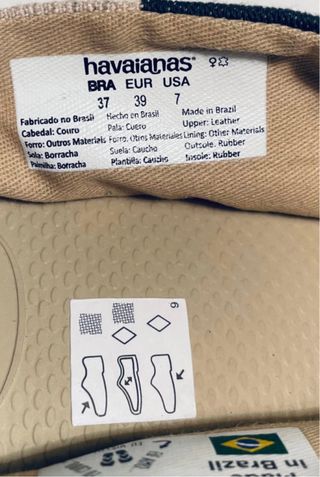 havaianas
BRA EUR USA
37 39 7
Fabricado no Brasil Hecho en Brasil Made in Brazil
Cabedal: Couro Pala: Cuero Upper: Leather
Forro: Outros Materiais Forro: Otros Materiales Lining: Other Materials
Sola: Borracha Suela: Caucho Outsole: Rubber
Palmilha: Borracha Plantilla: Caucho Insole: Rubber
6
in Brazil